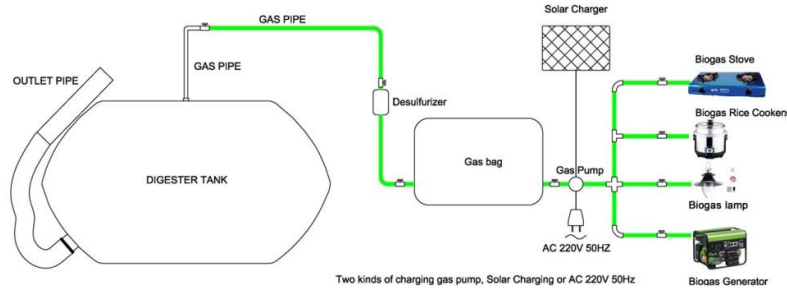 Solar Charger
GAS PIPE
GAS PIPE
OUTLET PIPE
Desulfurizer
DIGESTER TANK
Gas bag
Gas Pump
AC 220V 50HZ
Biogas Stove
Biogas Rice Cooken
Biogas lamp
Biogas Generator
Two kinds of charging gas pump, Solar Charging or AC 220V 50Hz